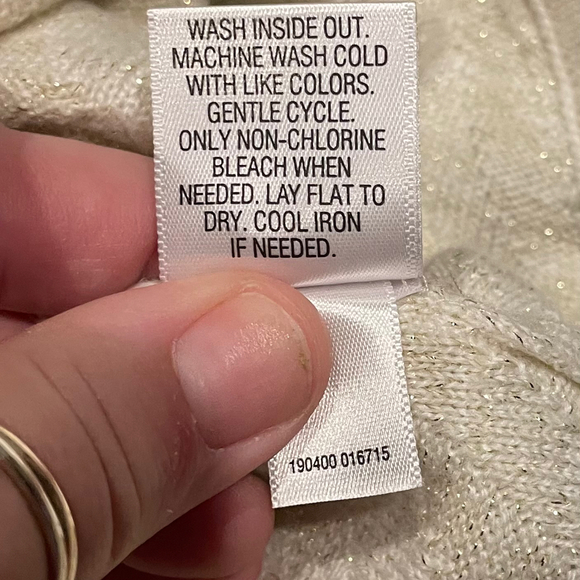 WASH INSIDE OUT.
MACHINE WASH COLD
WITH LIKE COLORS.
GENTLE CYCLE.
ONLY NON-CHLORINE
BLEACH WHEN
NEEDED. LAY FLAT TO
DRY. COOL IRON
IF NEEDED.
190400 016715